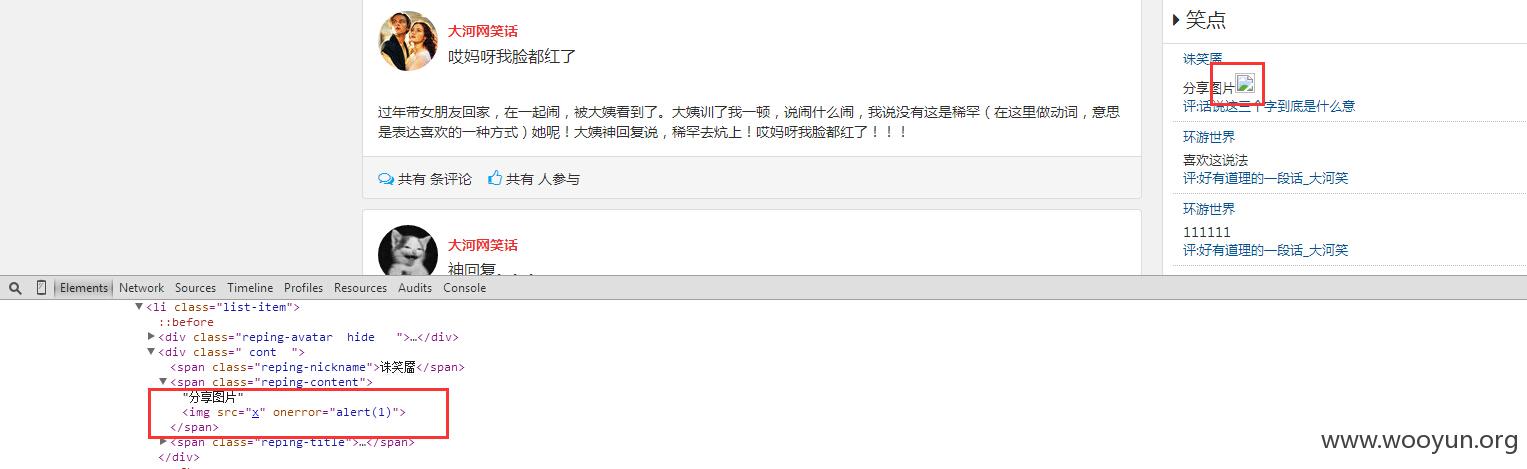 大河网笑话
哎妈呀我脸都红了
过年带女朋友回家，在一起闹，被大姨看到了。大姨训了我一顿，说闹什么闹，我说没有这是稀罕（在这里做动词，意思
是表达喜欢的一种方式）她呢！大姨神回复说，稀罕去炕上！哎妈呀我脸都红了！！！
共有 条评论 共有 人参与
大河网笑话
神回复
笑点
诛笑靥
分享图片
评:话说这三个字到底是什么意
环游世界
喜欢这说法
评:好有道理的一段话_大河笑
环游世界
111111
评:好有道理的一段话_大河笑
Elements Network Sources Timeline Profiles Resources Audits Console
<li class="list-item">
::before
<div class="reping-avatar  hide   ">…</div>
<div class=" cont  ">
<span class="reping-nickname">诛笑靥</span>
<span class="reping-content">
"分享图片"
<img src="x" onerror="alert(1)">
</span>
<span class="reping-title">…</span>
</div>
www.wooyun.org